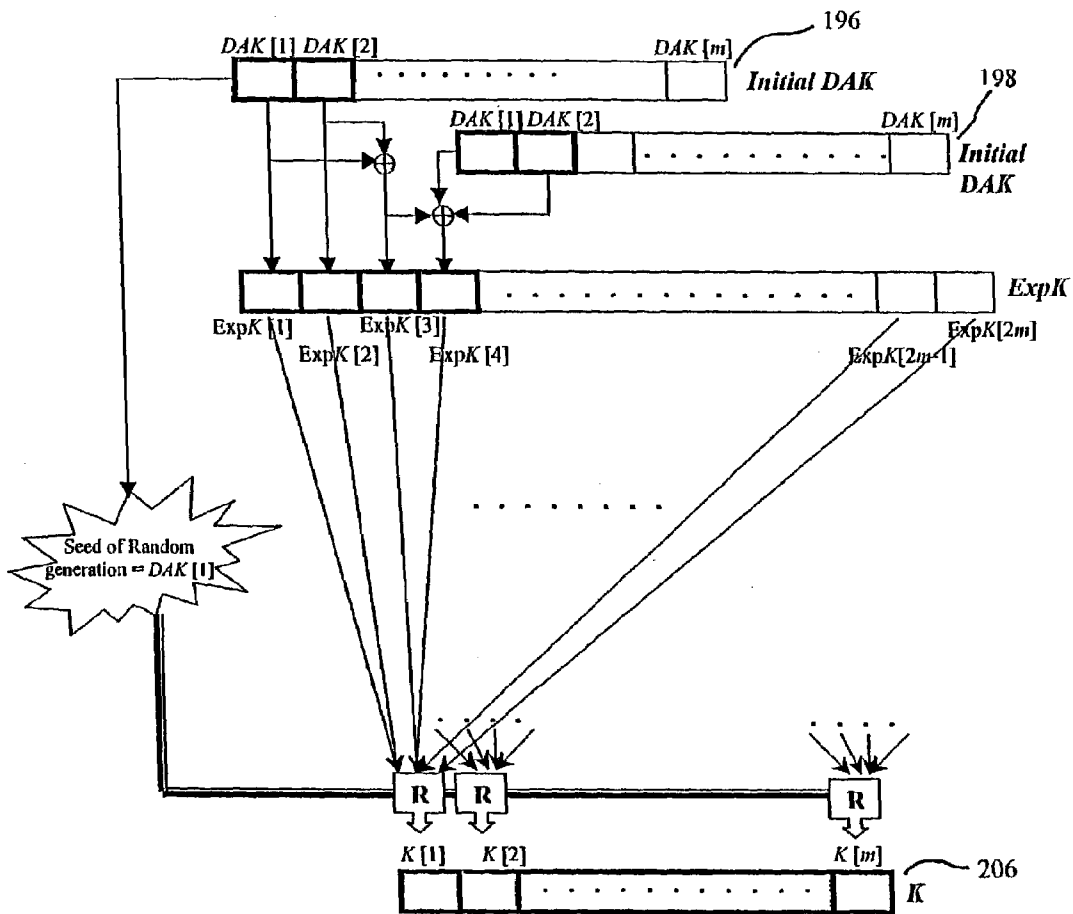 196
DAK [1] DAK [2] DAK [m]
Initial DAK
198
DAK [1] DAK [2] DAK [m]
Initial
DAK
ExpK
ExpK [1] ExpK [3] ExpK[2m]
ExpK [2] ExpK [4] ExpK[2m-1]
Seed of Random
generation = DAK [1]
R R R
K [1] K [2] K [m]
206
K